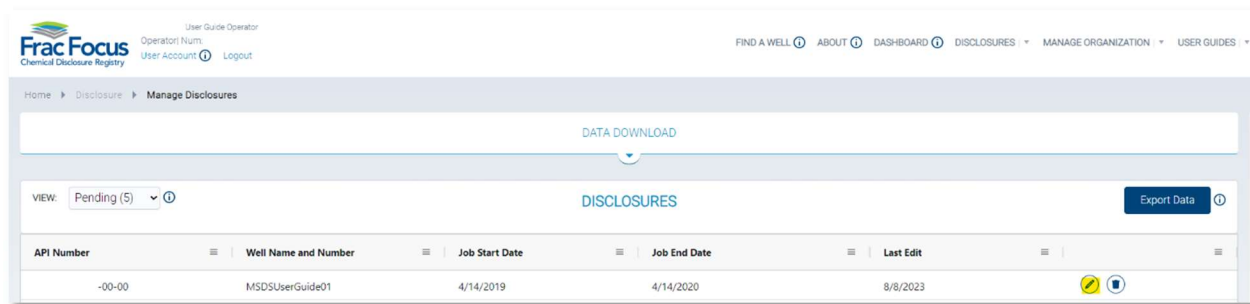 User Guide Operator
Frac Focus
Chemical Disclosure Registry
Operator| Num:
User Account Logout
FIND A WELL ABOUT DASHBOARD DISCLOSURES | MANAGE ORGANIZATION | USER GUIDES |
Home Disclosure Manage Disclosures
DATA DOWNLOAD
VIEW: Pending (5) DISCLOSURES Export Data
API Number Well Name and Number Job Start Date Job End Date Last Edit
-00-00 MSDSUserGuide01 4/14/2019 4/14/2020 8/8/2023